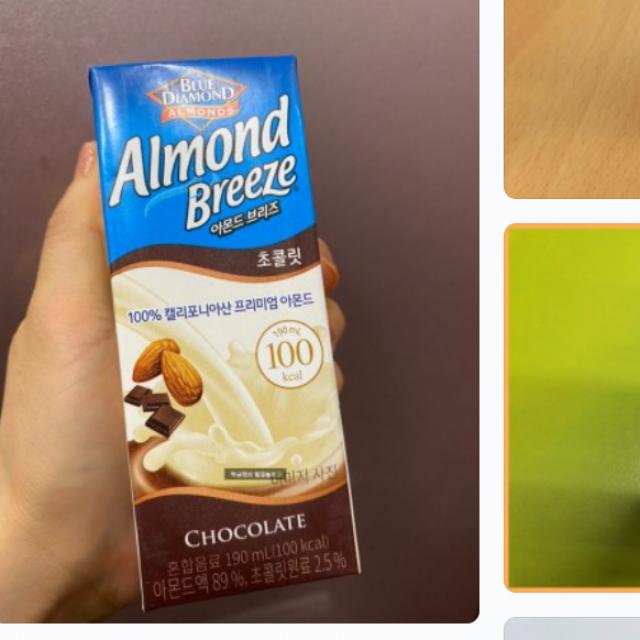 BLUE
DIAMOND
ALMONDS
Almond
Breeze
아몬드 브리즈
초콜릿
100% 캘리포니아산 프리미엄 아몬드
190 mL
100
kcal
이미지 사진
CHOCOLATE
혼합음료 190 mL(100 kcal)
아몬드액 89 %, 초콜릿원료 2.5 %